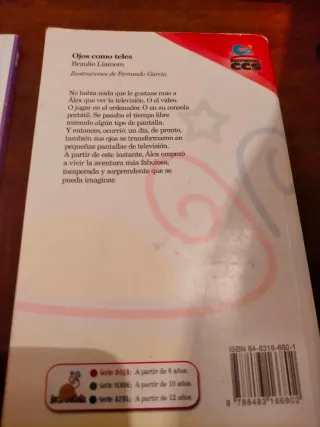 Ojos como teles
Braulio Llamero
Ilustraciones de Fernando García
No había nada que le gustase más a
Álex que ver la televisión. O el vídeo.
O jugar en el ordenador. O en su consola
portátil. Se pasaba el tiempo libre
mirando algún tipo de pantalla.
Y entonces, ocurrió: un día, de pronto,
también sus ojos se transformaron en
pequeñas pantallas de televisión.
A partir de este instante, Álex empezó
a vivir la aventura más fabulosa,
inesperada y sorprendente que se
pueda imaginar.
CCS
ISBN 84-8316-680-1
9 788483 166802
Serie ROJA: A partir de 8 años.
Serie VERDE: A partir de 10 años.
Serie AZUL: A partir de 12 años.